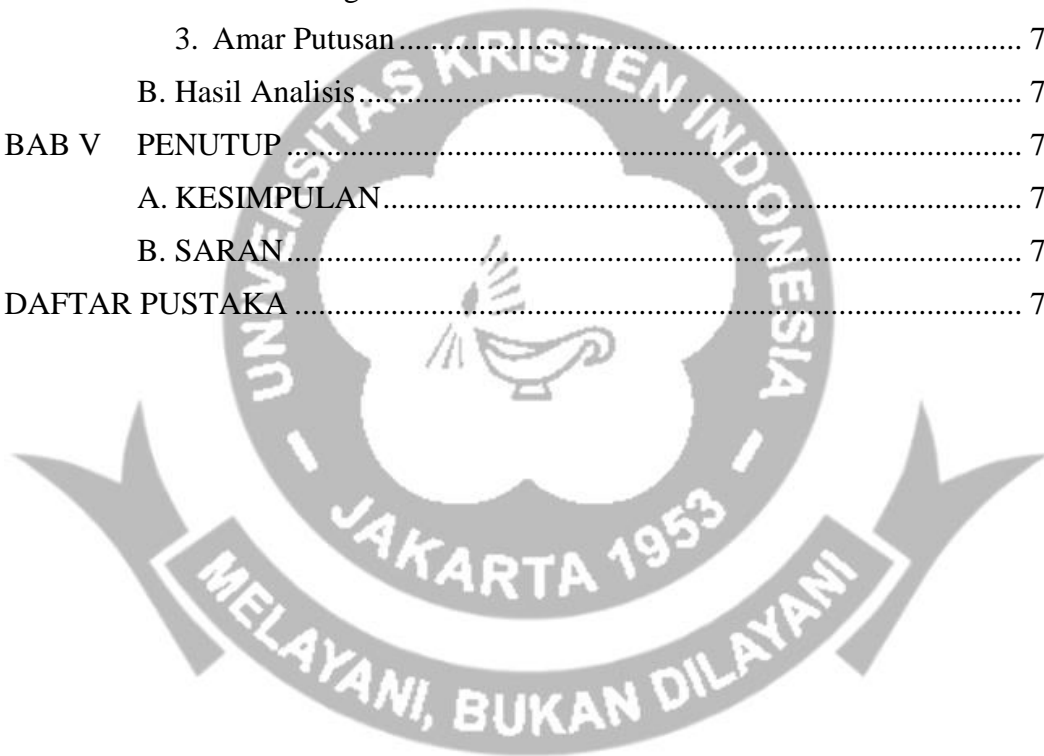 3. Amar Putusan ........................................................................................ 7
B. Hasil Analisis ............................................................................................. 7
BAB V PENUTUP ....................................................................................................... 7
A. KESIMPULAN .......................................................................................... 7
B. SARAN ....................................................................................................... 7
DAFTAR PUSTAKA ...................................................................................................... 7
UNIVERSITAS KRISTEN INDONESIA
- JAKARTA 1953 -
MELAYANI, BUKAN DILAYANI